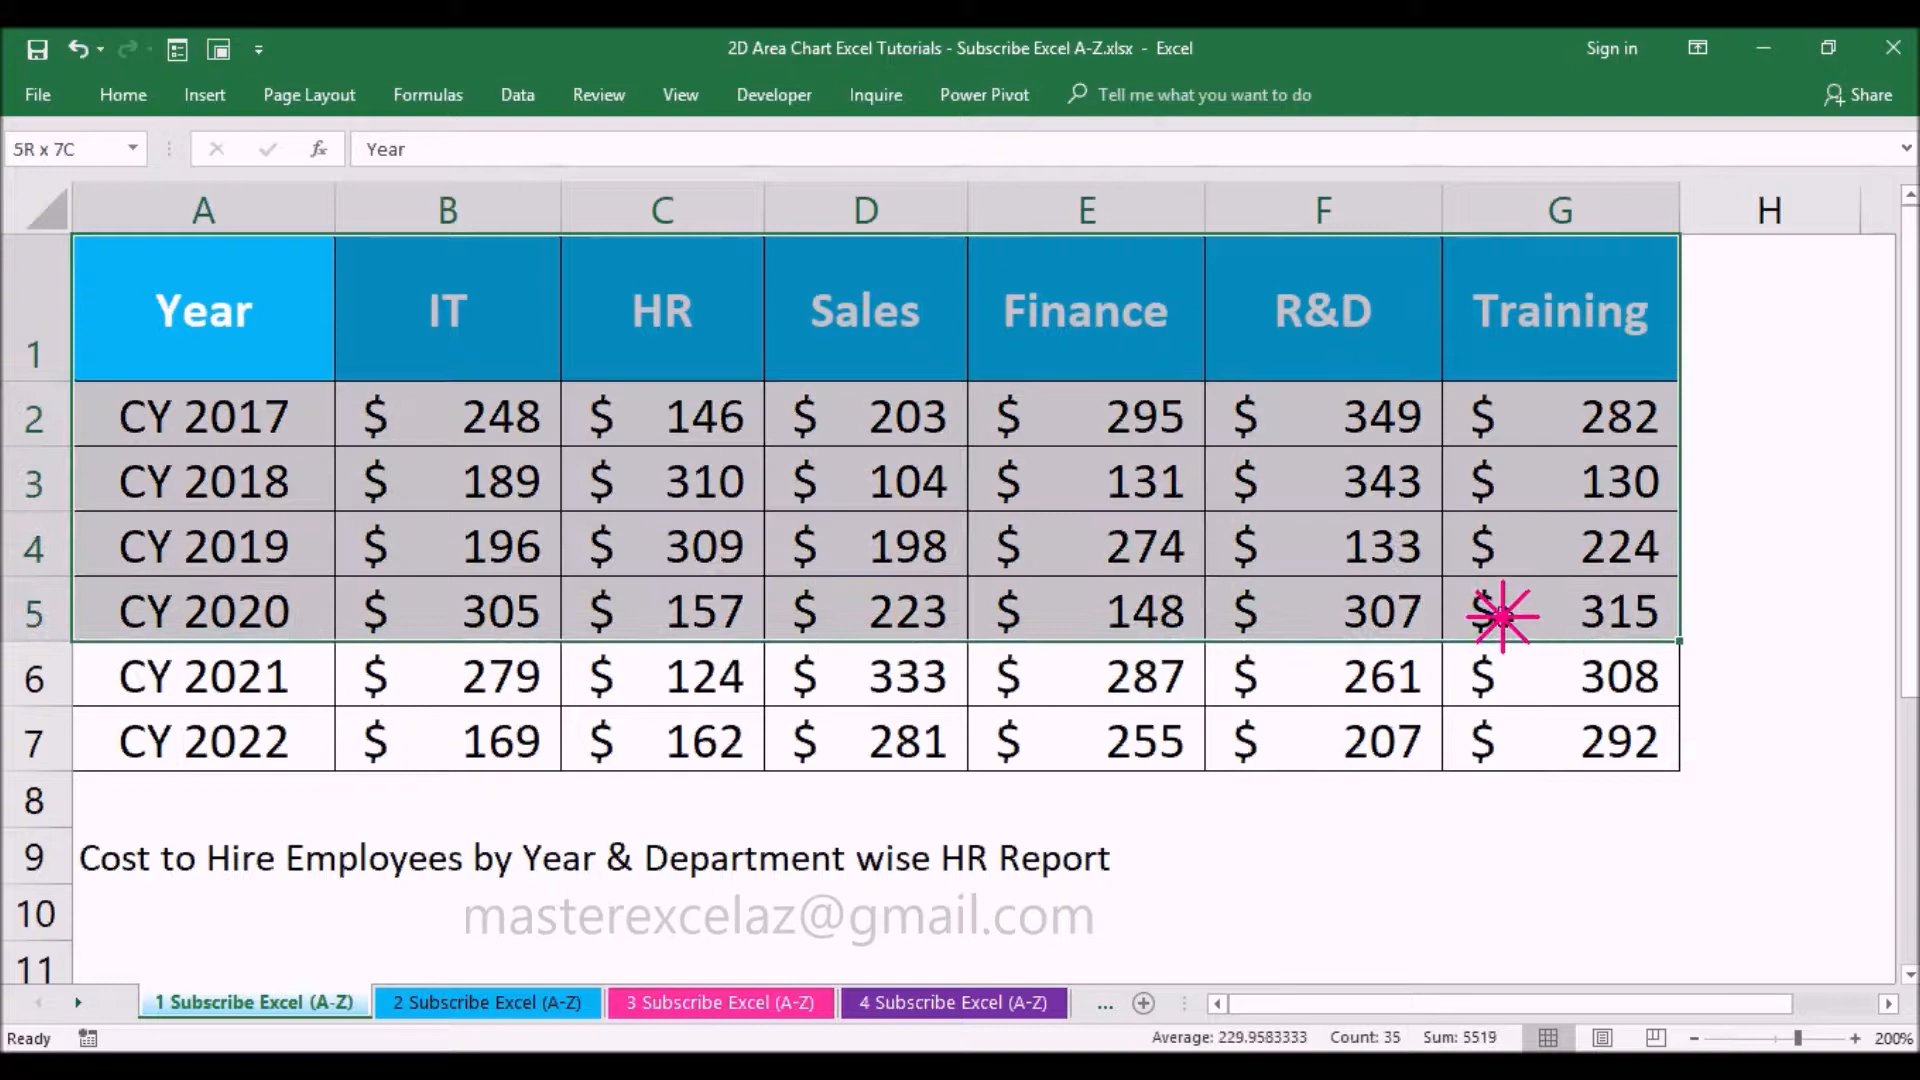 2D Area Chart Excel Tutorials - Subscribe Excel A-Z.xlsx - Excel
Sign in
File Home Insert Page Layout Formulas Data Review View Developer Inquire Power Pivot Tell me what you want to do Share
5R x 7C fx Year
A B C D E F G H
1 Year IT HR Sales Finance R&D Training
2 CY 2017 $ 248 $ 146 $ 203 $ 295 $ 349 $ 282
3 CY 2018 $ 189 $ 310 $ 104 $ 131 $ 343 $ 130
4 CY 2019 $ 196 $ 309 $ 198 $ 274 $ 133 $ 224
5 CY 2020 $ 305 $ 157 $ 223 $ 148 $ 307 $ 315
6 CY 2021 $ 279 $ 124 $ 333 $ 287 $ 261 $ 308
7 CY 2022 $ 169 $ 162 $ 281 $ 255 $ 207 $ 292
8
9 Cost to Hire Employees by Year & Department wise HR Report
10 masterexcelaz@gmail.com
11
1 Subscribe Excel (A-Z) 2 Subscribe Excel (A-Z) 3 Subscribe Excel (A-Z) 4 Subscribe Excel (A-Z) ...
Ready Average: 229.9583333 Count: 35 Sum: 5519 200%